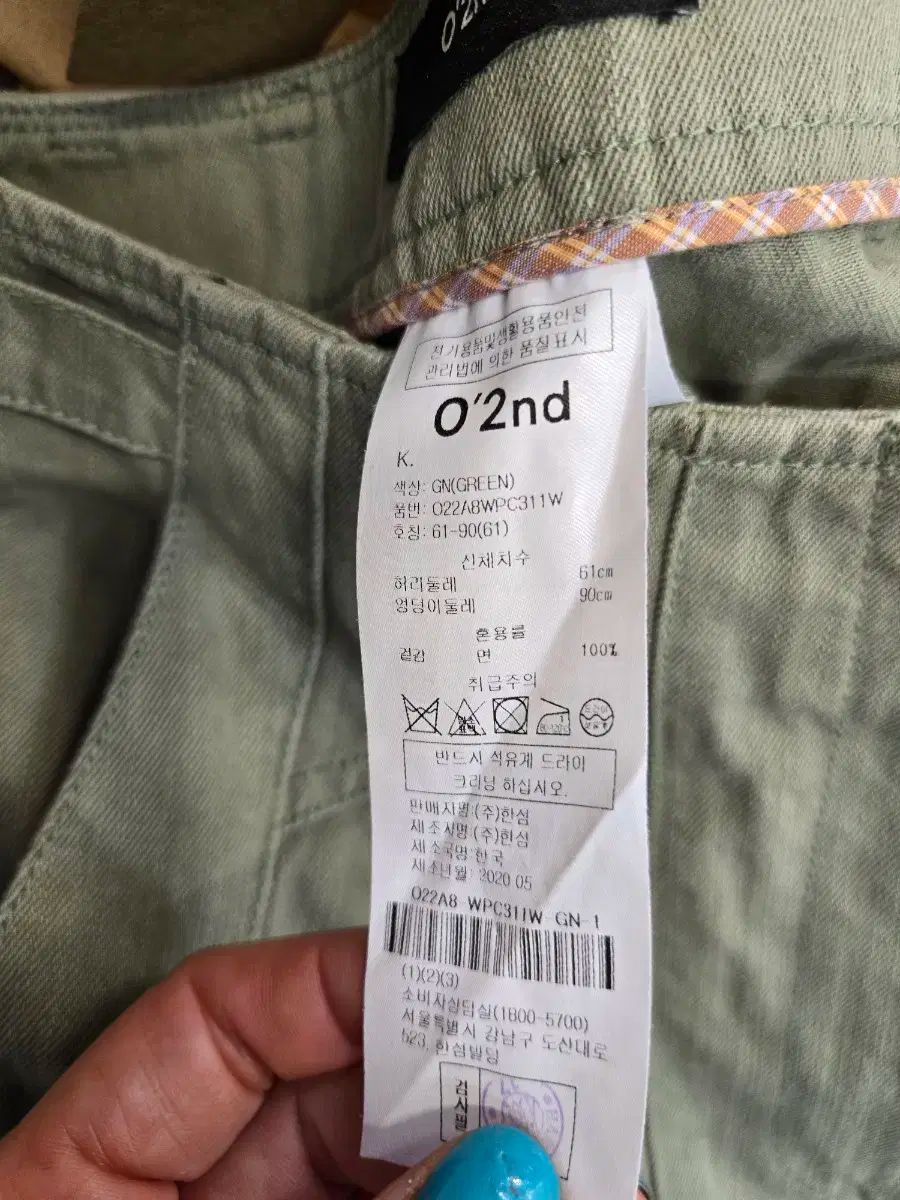 O'2nd
전기용품및생활용품안전
관리법에 의한 품질표시
O'2nd
K.
색상: GN(GREEN)
품번: O22A8WPC311W
호칭: 61-90(61)
신체치수
허리둘레 61cm
엉덩이둘레 90cm
혼용률
겉감 면 100%
취급주의
반드시 석유계 드라이
크리닝 하십시오.
판매자명:(주)한섬
제조사명:(주)한섬
제조국명:한국
제조년월: 2020 05
O22A8 WPC311W-GN-1
(1)(2)(3)
소비자상담실(1800-5700)
서울특별시 강남구 도산대로
523, 한섬빌딩
검사필